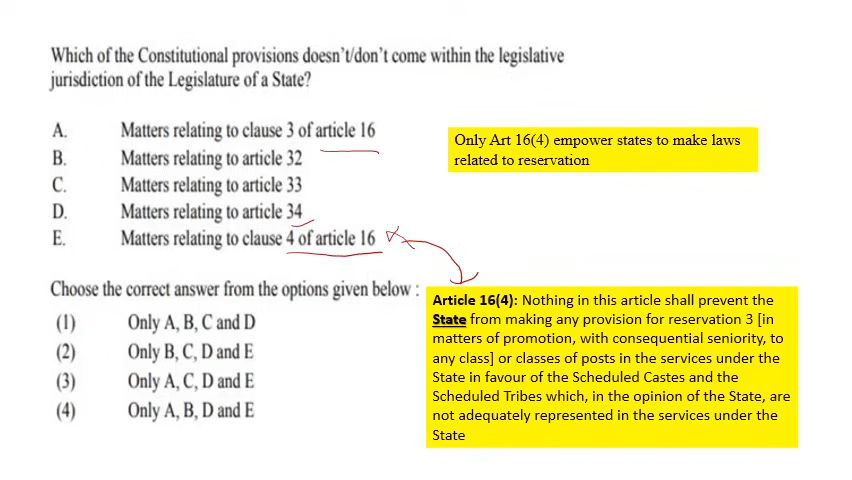 Which of the Constitutional provisions doesn't/don't come within the legislative
jurisdiction of the Legislature of a State?
A. Matters relating to clause 3 of article 16
B. Matters relating to article 32
C. Matters relating to article 33
D. Matters relating to article 34
E. Matters relating to clause 4 of article 16
Choose the correct answer from the options given below :
(1) Only A, B, C and D
(2) Only B, C, D and E
(3) Only A, C, D and E
(4) Only A, B, D and E
Only Art 16(4) empower states to make laws
related to reservation
Article 16(4): Nothing in this article shall prevent the
State from making any provision for reservation 3 [in
matters of promotion, with consequential seniority, to
any class] or classes of posts in the services under the
State in favour of the Scheduled Castes and the
Scheduled Tribes which, in the opinion of the State, are
not adequately represented in the services under the
State